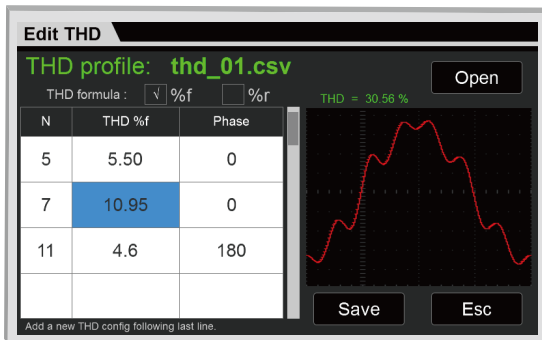 Edit THD
THD profile: thd_01.csv
Open
THD formula : √ %f %r
THD = 30.56 %
N THD %f Phase
5 5.50 0
7 10.95 0
11 4.6 180
Save Esc
Add a new THD config following last line.